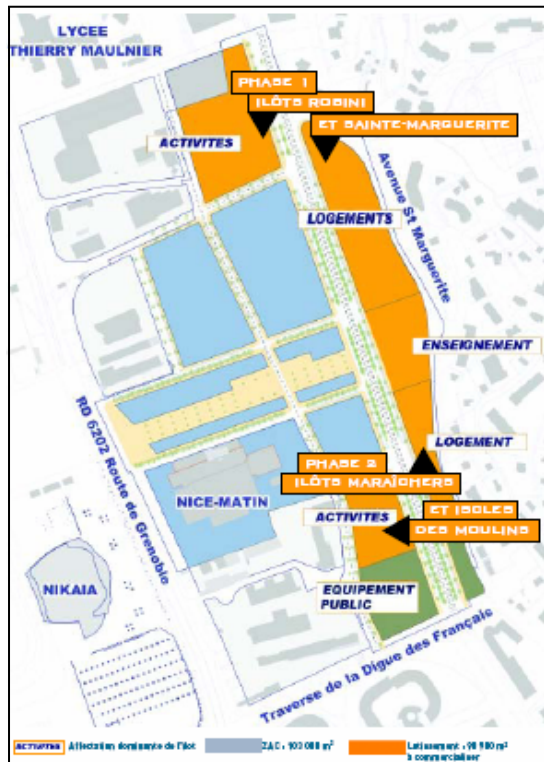 LYCEE
THIERRY MAULNIER
PHASE 1
ILÔTS ROBINI
ET SAINTE-MARGUERITE
ACTIVITES
LOGEMENTS
Avenue St Marguerite
ENSEIGNEMENT
RD 6202 Route de Grenoble
LOGEMENT
PHASE 2
ILÔTS MARAÎCHERS
NICE-MATIN
ET ISOLES
DES MOULINS
ACTIVITES
NIKAIA
EQUIPEMENT
PUBLIC
Traverse de la Digue des Français
ACTIVITES Affectation dominante de l'îlot
ZAC : 103 000 m²
Lotissement :
à commercialiser